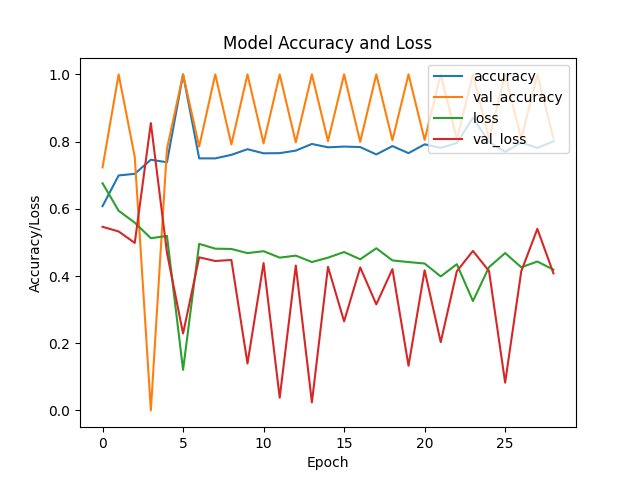 Model Accuracy and Loss
accuracy
val_accuracy
loss
val_loss
1.0
0.8
0.6
0.4
0.2
0.0
Accuracy/Loss
0 5 10 15 20 25
Epoch